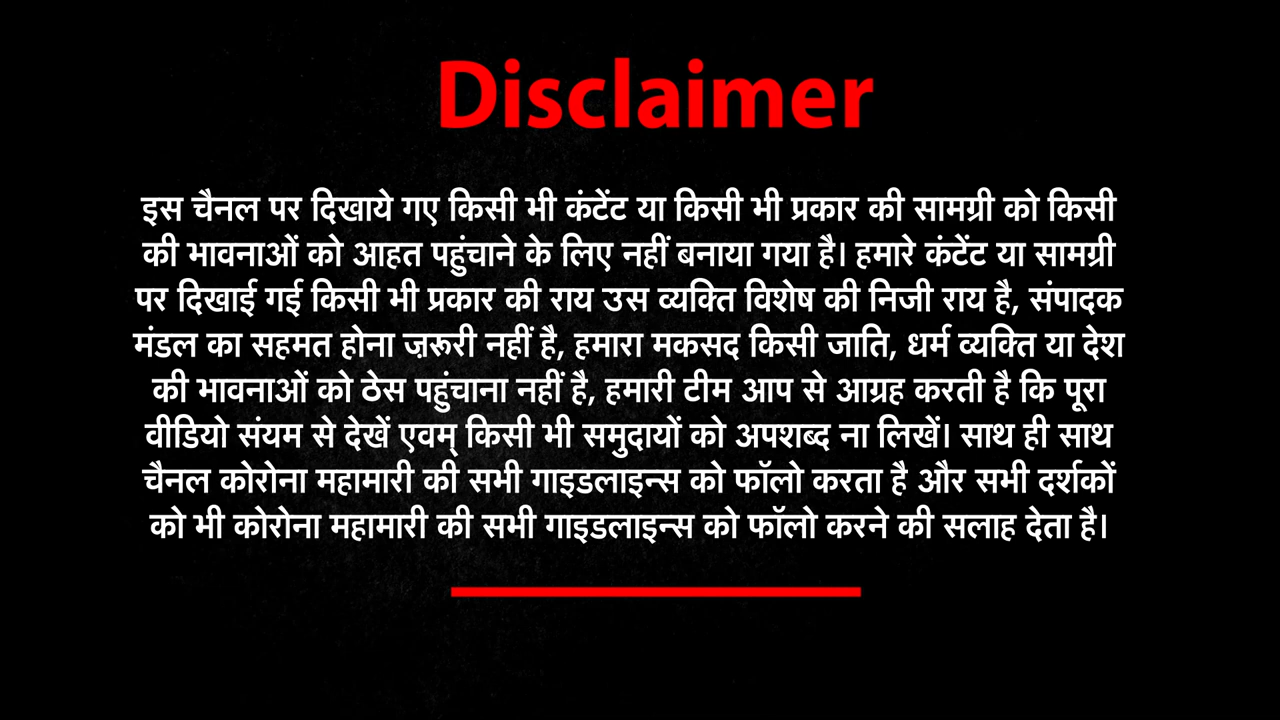 Disclaimer
इस चैनल पर दिखाये गए किसी भी कंटेंट या किसी भी प्रकार की सामग्री को किसी
की भावनाओं को आहत पहुंचाने के लिए नहीं बनाया गया है। हमारे कंटेंट या सामग्री
पर दिखाई गई किसी भी प्रकार की राय उस व्यक्ति विशेष की निजी राय है, संपादक
मंडल का सहमत होना ज़रूरी नहीं है, हमारा मकसद किसी जाति, धर्म व्यक्ति या देश
की भावनाओं को ठेस पहुंचाना नहीं है, हमारी टीम आप से आग्रह करती है कि पूरा
वीडियो संयम से देखें एवम् किसी भी समुदायों को अपशब्द ना लिखें। साथ ही साथ
चैनल कोरोना महामारी की सभी गाइडलाइन्स को फॉलो करता है और सभी दर्शकों
को भी कोरोना महामारी की सभी गाइडलाइन्स को फॉलो करने की सलाह देता है।